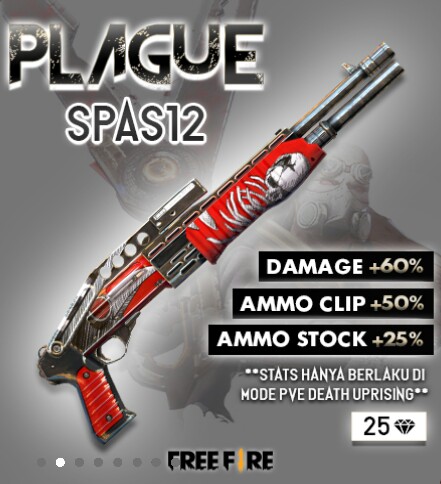 PLAGUE
SPAS12
DAMAGE +60%
AMMO CLIP +50%
AMMO STOCK +25%
**STATS HANYA BERLAKU DI
MODE PVE DEATH UPRISING**
25
FREE FIRE